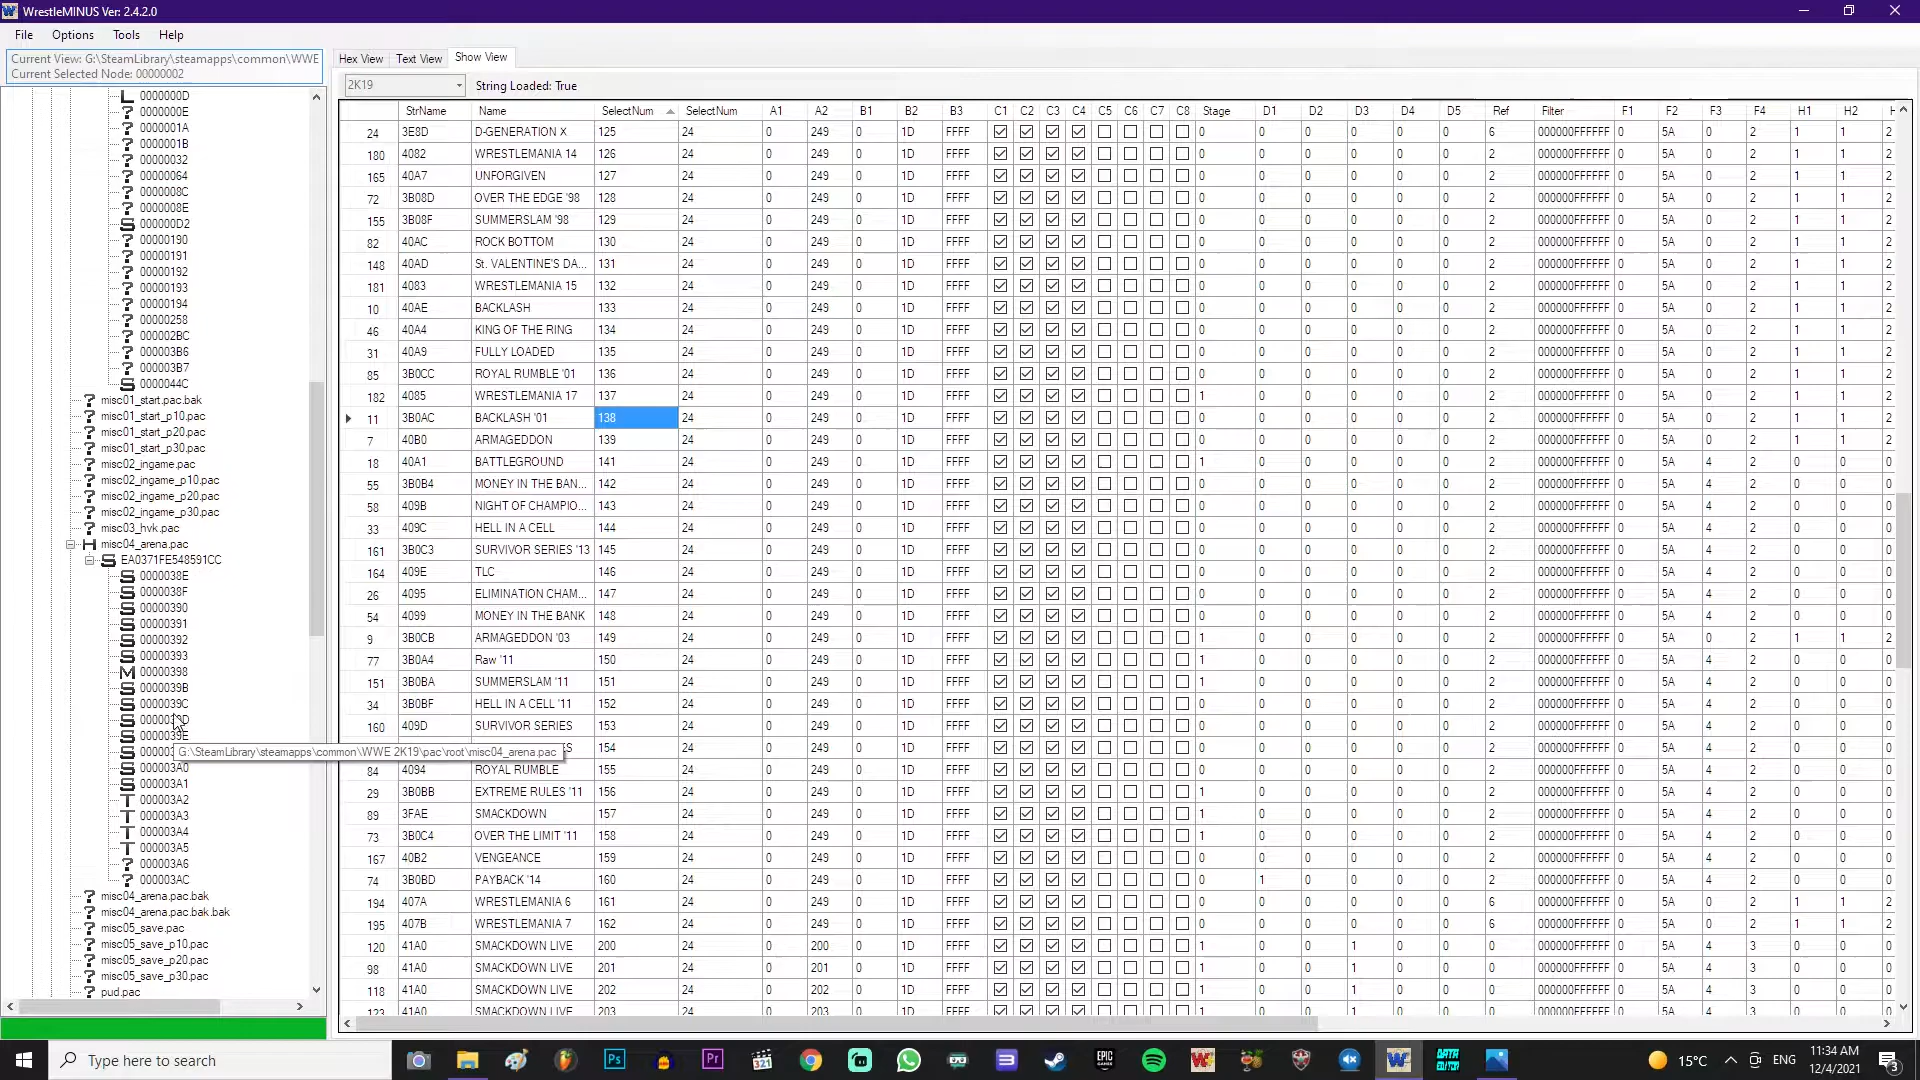 WrestleMINUS Ver: 2.4.2.0
File Options Tools Help
Current View: G:\SteamLibrary\steamapps\common\WWE
Current Selected Node: 00000002
Hex View Text View Show View
2K19 String Loaded: True
0000000D
0000000E
0000001A
0000001B
00000032
00000064
0000008C
0000008E
000000D2
00000190
00000191
00000192
00000193
00000194
00000258
000002BC
000003B6
000003B7
0000044C
misc01_start.pac.bak
misc01_start_p10.pac
misc01_start_p20.pac
misc01_start_p30.pac
misc02_ingame.pac
misc02_ingame_p10.pac
misc02_ingame_p20.pac
misc02_ingame_p30.pac
misc03_hvk.pac
misc04_arena.pac
EA0371FE548591CC
0000038E
0000038F
00000390
00000391
00000392
00000393
00000398
0000039B
0000039C
0000039E
G:\SteamLibrary\steamapps\common\WWE 2K19\pac\root\misc04_arena.pac
000003A0
000003A1
000003A2
000003A3
000003A4
000003A5
000003A6
000003AC
misc04_arena.pac.bak
misc04_arena.pac.bak.bak
misc05_save.pac
misc05_save_p10.pac
misc05_save_p20.pac
misc05_save_p30.pac
pud.pac
StrName Name SelectNum SelectNum A1 A2 B1 B2 B3 C1 C2 C3 C4 C5 C6 C7 C8 Stage D1 D2 D3 D4 D5 Ref Filter F1 F2 F3 F4 H1 H2 H
24 3E8D D-GENERATION X 125 24 0 249 0 1D FFFF 0 0 0 0 0 0 6 000000FFFFFF 0 5A 0 2 1 1 2
180 4082 WRESTLEMANIA 14 126 24 0 249 0 1D FFFF 0 0 0 0 0 0 2 000000FFFFFF 0 5A 0 2 1 1 2
165 40A7 UNFORGIVEN 127 24 0 249 0 1D FFFF 0 0 0 0 0 0 2 000000FFFFFF 0 5A 0 2 1 1 2
72 3B08D OVER THE EDGE '98 128 24 0 249 0 1D FFFF 0 0 0 0 0 0 2 000000FFFFFF 0 5A 0 2 1 1 2
155 3B08F SUMMERSLAM '98 129 24 0 249 0 1D FFFF 0 0 0 0 0 0 2 000000FFFFFF 0 5A 0 2 1 1 2
82 40AC ROCK BOTTOM 130 24 0 249 0 1D FFFF 0 0 0 0 0 0 2 000000FFFFFF 0 5A 0 2 1 1 2
148 40AD St. VALENTINE'S DA... 131 24 0 249 0 1D FFFF 0 0 0 0 0 0 2 000000FFFFFF 0 5A 0 2 1 1 2
181 4083 WRESTLEMANIA 15 132 24 0 249 0 1D FFFF 0 0 0 0 0 0 2 000000FFFFFF 0 5A 0 2 1 1 2
10 40AE BACKLASH 133 24 0 249 0 1D FFFF 0 0 0 0 0 0 2 000000FFFFFF 0 5A 0 2 1 1 2
46 40A4 KING OF THE RING 134 24 0 249 0 1D FFFF 0 0 0 0 0 0 2 000000FFFFFF 0 5A 0 2 1 1 2
31 40A9 FULLY LOADED 135 24 0 249 0 1D FFFF 0 0 0 0 0 0 2 000000FFFFFF 0 5A 0 2 1 1 2
85 3B0CC ROYAL RUMBLE '01 136 24 0 249 0 1D FFFF 0 0 0 0 0 0 2 000000FFFFFF 0 5A 0 2 1 1 2
182 4085 WRESTLEMANIA 17 137 24 0 249 0 1D FFFF 1 0 0 0 0 0 2 000000FFFFFF 0 5A 0 2 1 1 2
11 3B0AC BACKLASH '01 138 24 0 249 0 1D FFFF 0 0 0 0 0 0 2 000000FFFFFF 0 5A 0 2 1 1 2
7 40B0 ARMAGEDDON 139 24 0 249 0 1D FFFF 0 0 0 0 0 0 2 000000FFFFFF 0 5A 0 2 1 1 2
18 40A1 BATTLEGROUND 141 24 0 249 0 1D FFFF 1 0 0 0 0 0 2 000000FFFFFF 0 5A 4 2 0 0 0
55 3B0B4 MONEY IN THE BAN... 142 24 0 249 0 1D FFFF 0 0 0 0 0 0 2 000000FFFFFF 0 5A 4 2 0 0 0
58 409B NIGHT OF CHAMPIO... 143 24 0 249 0 1D FFFF 0 0 0 0 0 0 2 000000FFFFFF 0 5A 4 2 0 0 0
33 409C HELL IN A CELL 144 24 0 249 0 1D FFFF 0 0 0 0 0 0 2 000000FFFFFF 0 5A 4 2 0 0 0
161 3B0C3 SURVIVOR SERIES '13 145 24 0 249 0 1D FFFF 0 0 0 0 0 0 2 000000FFFFFF 0 5A 4 2 0 0 0
164 409E TLC 146 24 0 249 0 1D FFFF 0 0 0 0 0 0 2 000000FFFFFF 0 5A 4 2 0 0 0
26 4095 ELIMINATION CHAM... 147 24 0 249 0 1D FFFF 0 0 0 0 0 0 2 000000FFFFFF 0 5A 4 2 0 0 0
54 4099 MONEY IN THE BANK 148 24 0 249 0 1D FFFF 0 0 0 0 0 0 2 000000FFFFFF 0 5A 4 2 0 0 0
9 3B0CB ARMAGEDDON '03 149 24 0 249 0 1D FFFF 1 0 0 0 0 0 2 000000FFFFFF 0 5A 0 2 1 1 2
77 3B0A4 Raw '11 150 24 0 249 0 1D FFFF 1 0 0 0 0 0 2 000000FFFFFF 0 5A 4 2 0 0 0
151 3B0BA SUMMERSLAM '11 151 24 0 249 0 1D FFFF 1 0 0 0 0 0 2 000000FFFFFF 0 5A 4 2 0 0 0
34 3B0BF HELL IN A CELL '11 152 24 0 249 0 1D FFFF 0 0 0 0 0 0 2 000000FFFFFF 0 5A 4 2 0 0 0
160 409D SURVIVOR SERIES 153 24 0 249 0 1D FFFF 0 0 0 0 0 0 2 000000FFFFFF 0 5A 4 2 0 0 0
154 24 0 249 0 1D FFFF 1 0 0 0 0 0 2 000000FFFFFF 0 5A 4 2 0 0 0
84 4094 ROYAL RUMBLE 155 24 0 249 0 1D FFFF 0 0 0 0 0 0 2 000000FFFFFF 0 5A 4 2 0 0 0
29 3B0BB EXTREME RULES '11 156 24 0 249 0 1D FFFF 1 0 0 0 0 0 2 000000FFFFFF 0 5A 4 2 0 0 0
89 3FAE SMACKDOWN 157 24 0 249 0 1D FFFF 1 0 0 0 0 0 2 000000FFFFFF 0 5A 4 2 0 0 0
73 3B0C4 OVER THE LIMIT '11 158 24 0 249 0 1D FFFF 1 0 0 0 0 0 2 000000FFFFFF 0 5A 4 2 0 0 0
167 40B2 VENGEANCE 159 24 0 249 0 1D FFFF 1 0 0 0 0 0 2 000000FFFFFF 0 5A 4 2 0 0 0
74 3B0BD PAYBACK '14 160 24 0 249 0 1D FFFF 0 1 0 0 0 0 2 000000FFFFFF 0 5A 4 2 0 0 0
194 407A WRESTLEMANIA 6 161 24 0 249 0 1D FFFF 0 0 0 0 0 0 6 000000FFFFFF 0 5A 0 2 1 1 2
195 407B WRESTLEMANIA 7 162 24 0 249 0 1D FFFF 0 0 0 0 0 0 6 000000FFFFFF 0 5A 0 2 1 1 2
120 41A0 SMACKDOWN LIVE 200 24 0 200 0 1D FFFF 1 0 0 1 0 0 0 000000FFFFFF 0 5A 4 3 0 0 0
98 41A0 SMACKDOWN LIVE 201 24 0 201 0 1D FFFF 1 0 0 1 0 0 0 000000FFFFFF 0 5A 4 3 0 0 0
118 41A0 SMACKDOWN LIVE 202 24 0 202 0 1D FFFF 1 0 0 1 0 0 0 000000FFFFFF 0 5A 4 3 0 0 0
123 41A0 SMACKDOWN LIVE 203 24 0 203 0 1D FFFF 1 0 0 1 0 0 0 000000FFFFFF 0 5A 4 3 0 0 0
Type here to search
15°C ENG 11:34 AM
12/4/2021
3